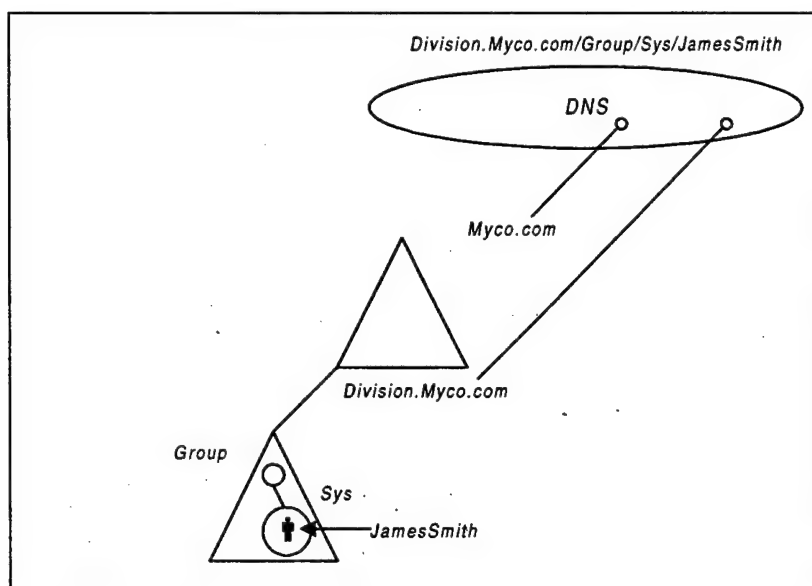 Division.Myco.com/Group/Sys/JamesSmith
DNS
Myco.com
Division.Myco.com
Group
Sys
JamesSmith